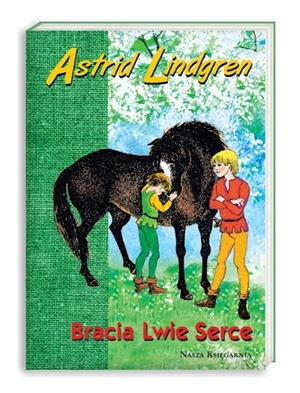 Astrid Lindgren
Bracia Lwie Serce
Nasza Księgarnia